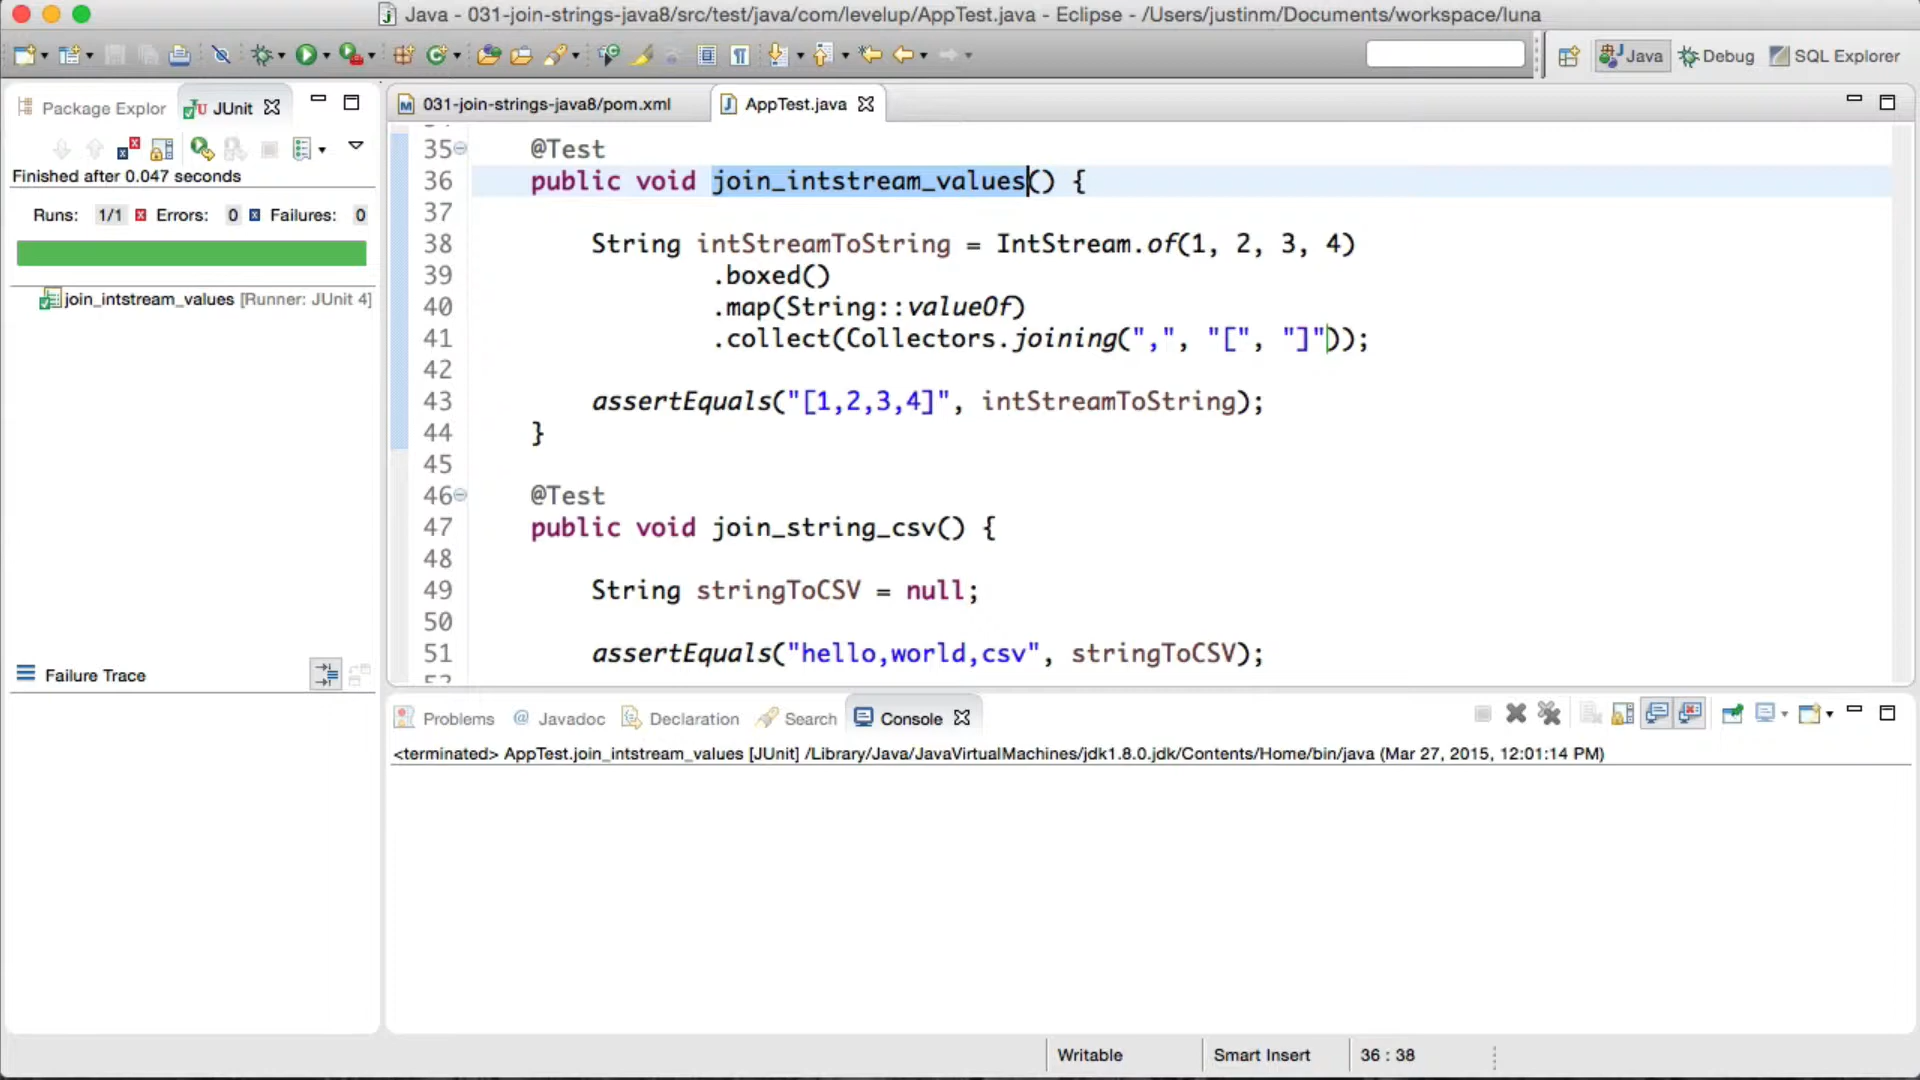 Java - 031-join-strings-java8/src/test/java/com/levelup/AppTest.java - Eclipse - /Users/justinm/Documents/workspace/luna
Java
Debug
SQL Explorer
Package Explor
JUnit
031-join-strings-java8/pom.xml
AppTest.java
Finished after 0.047 seconds
Runs: 1/1 Errors: 0 Failures: 0
join_intstream_values [Runner: JUnit 4]
Failure Trace
35 @Test
36 public void join_intstream_values() {
37
38 String intStreamToString = IntStream.of(1, 2, 3, 4)
39 .boxed()
40 .map(String::valueOf)
41 .collect(Collectors.joining(",", "[", "]"));
42
43 assertEquals("[1,2,3,4]", intStreamToString);
44 }
45
46 @Test
47 public void join_string_csv() {
48
49 String stringToCSV = null;
50
51 assertEquals("hello,world,csv", stringToCSV);
Problems
Javadoc
Declaration
Search
Console
<terminated> AppTest.join_intstream_values [JUnit] /Library/Java/JavaVirtualMachines/jdk1.8.0.jdk/Contents/Home/bin/java (Mar 27, 2015, 12:01:14 PM)
Writable
Smart Insert
36 : 38